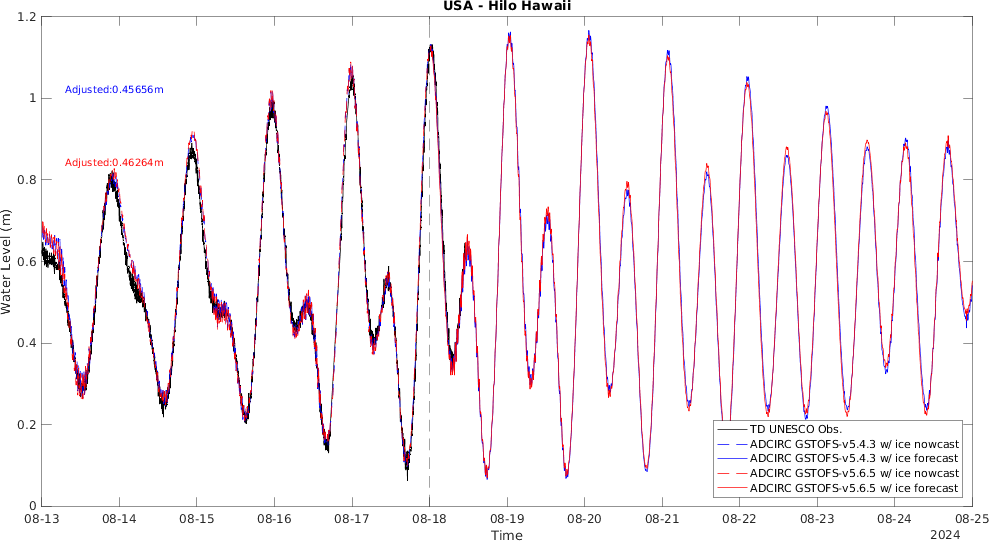 USA - Hilo Hawaii
1.2
1
0.8
0.6
0.4
0.2
0
Water Level (m)
Adjusted:0.45656m
Adjusted:0.46264m
TD UNESCO Obs.
ADCIRC GSTOFS-v5.4.3 w/ ice nowcast
ADCIRC GSTOFS-v5.4.3 w/ ice forecast
ADCIRC GSTOFS-v5.6.5 w/ ice nowcast
ADCIRC GSTOFS-v5.6.5 w/ ice forecast
08-13 08-14 08-15 08-16 08-17 08-18 08-19 08-20 08-21 08-22 08-23 08-24 08-25
Time
2024